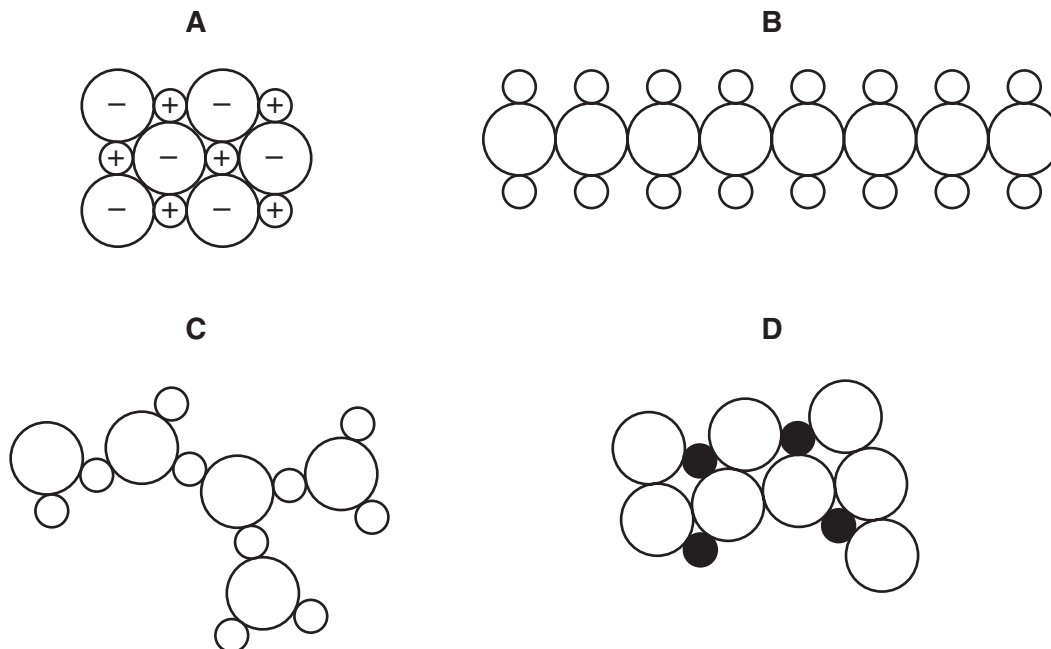 A
B
− + − +
+ − + −
− + − +
C
D